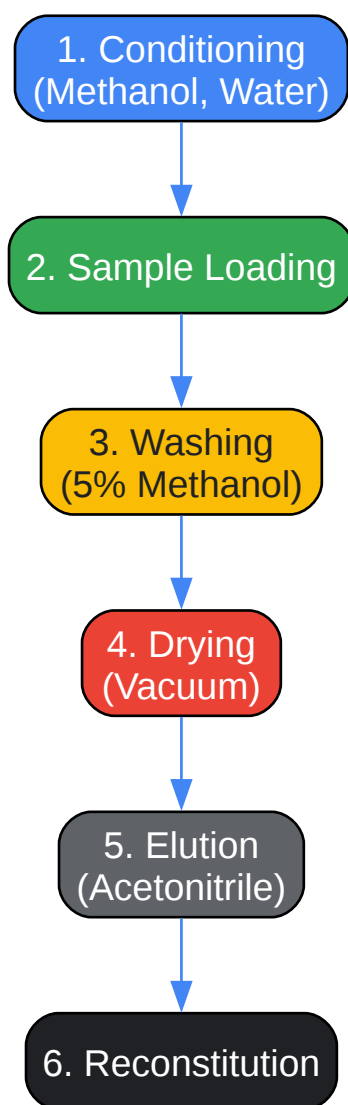 1. Conditioning
(Methanol, Water)
2. Sample Loading
3. Washing
(5% Methanol)
4. Drying
(Vacuum)
5. Elution
(Acetonitrile)
6. Reconstitution